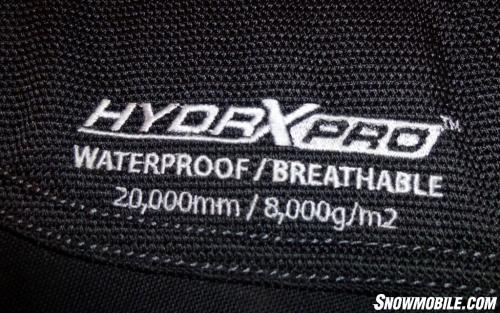 HYDRXPRO™
WATERPROOF / BREATHABLE
20,000mm / 8,000g/m2
SNOWMOBILE.COM